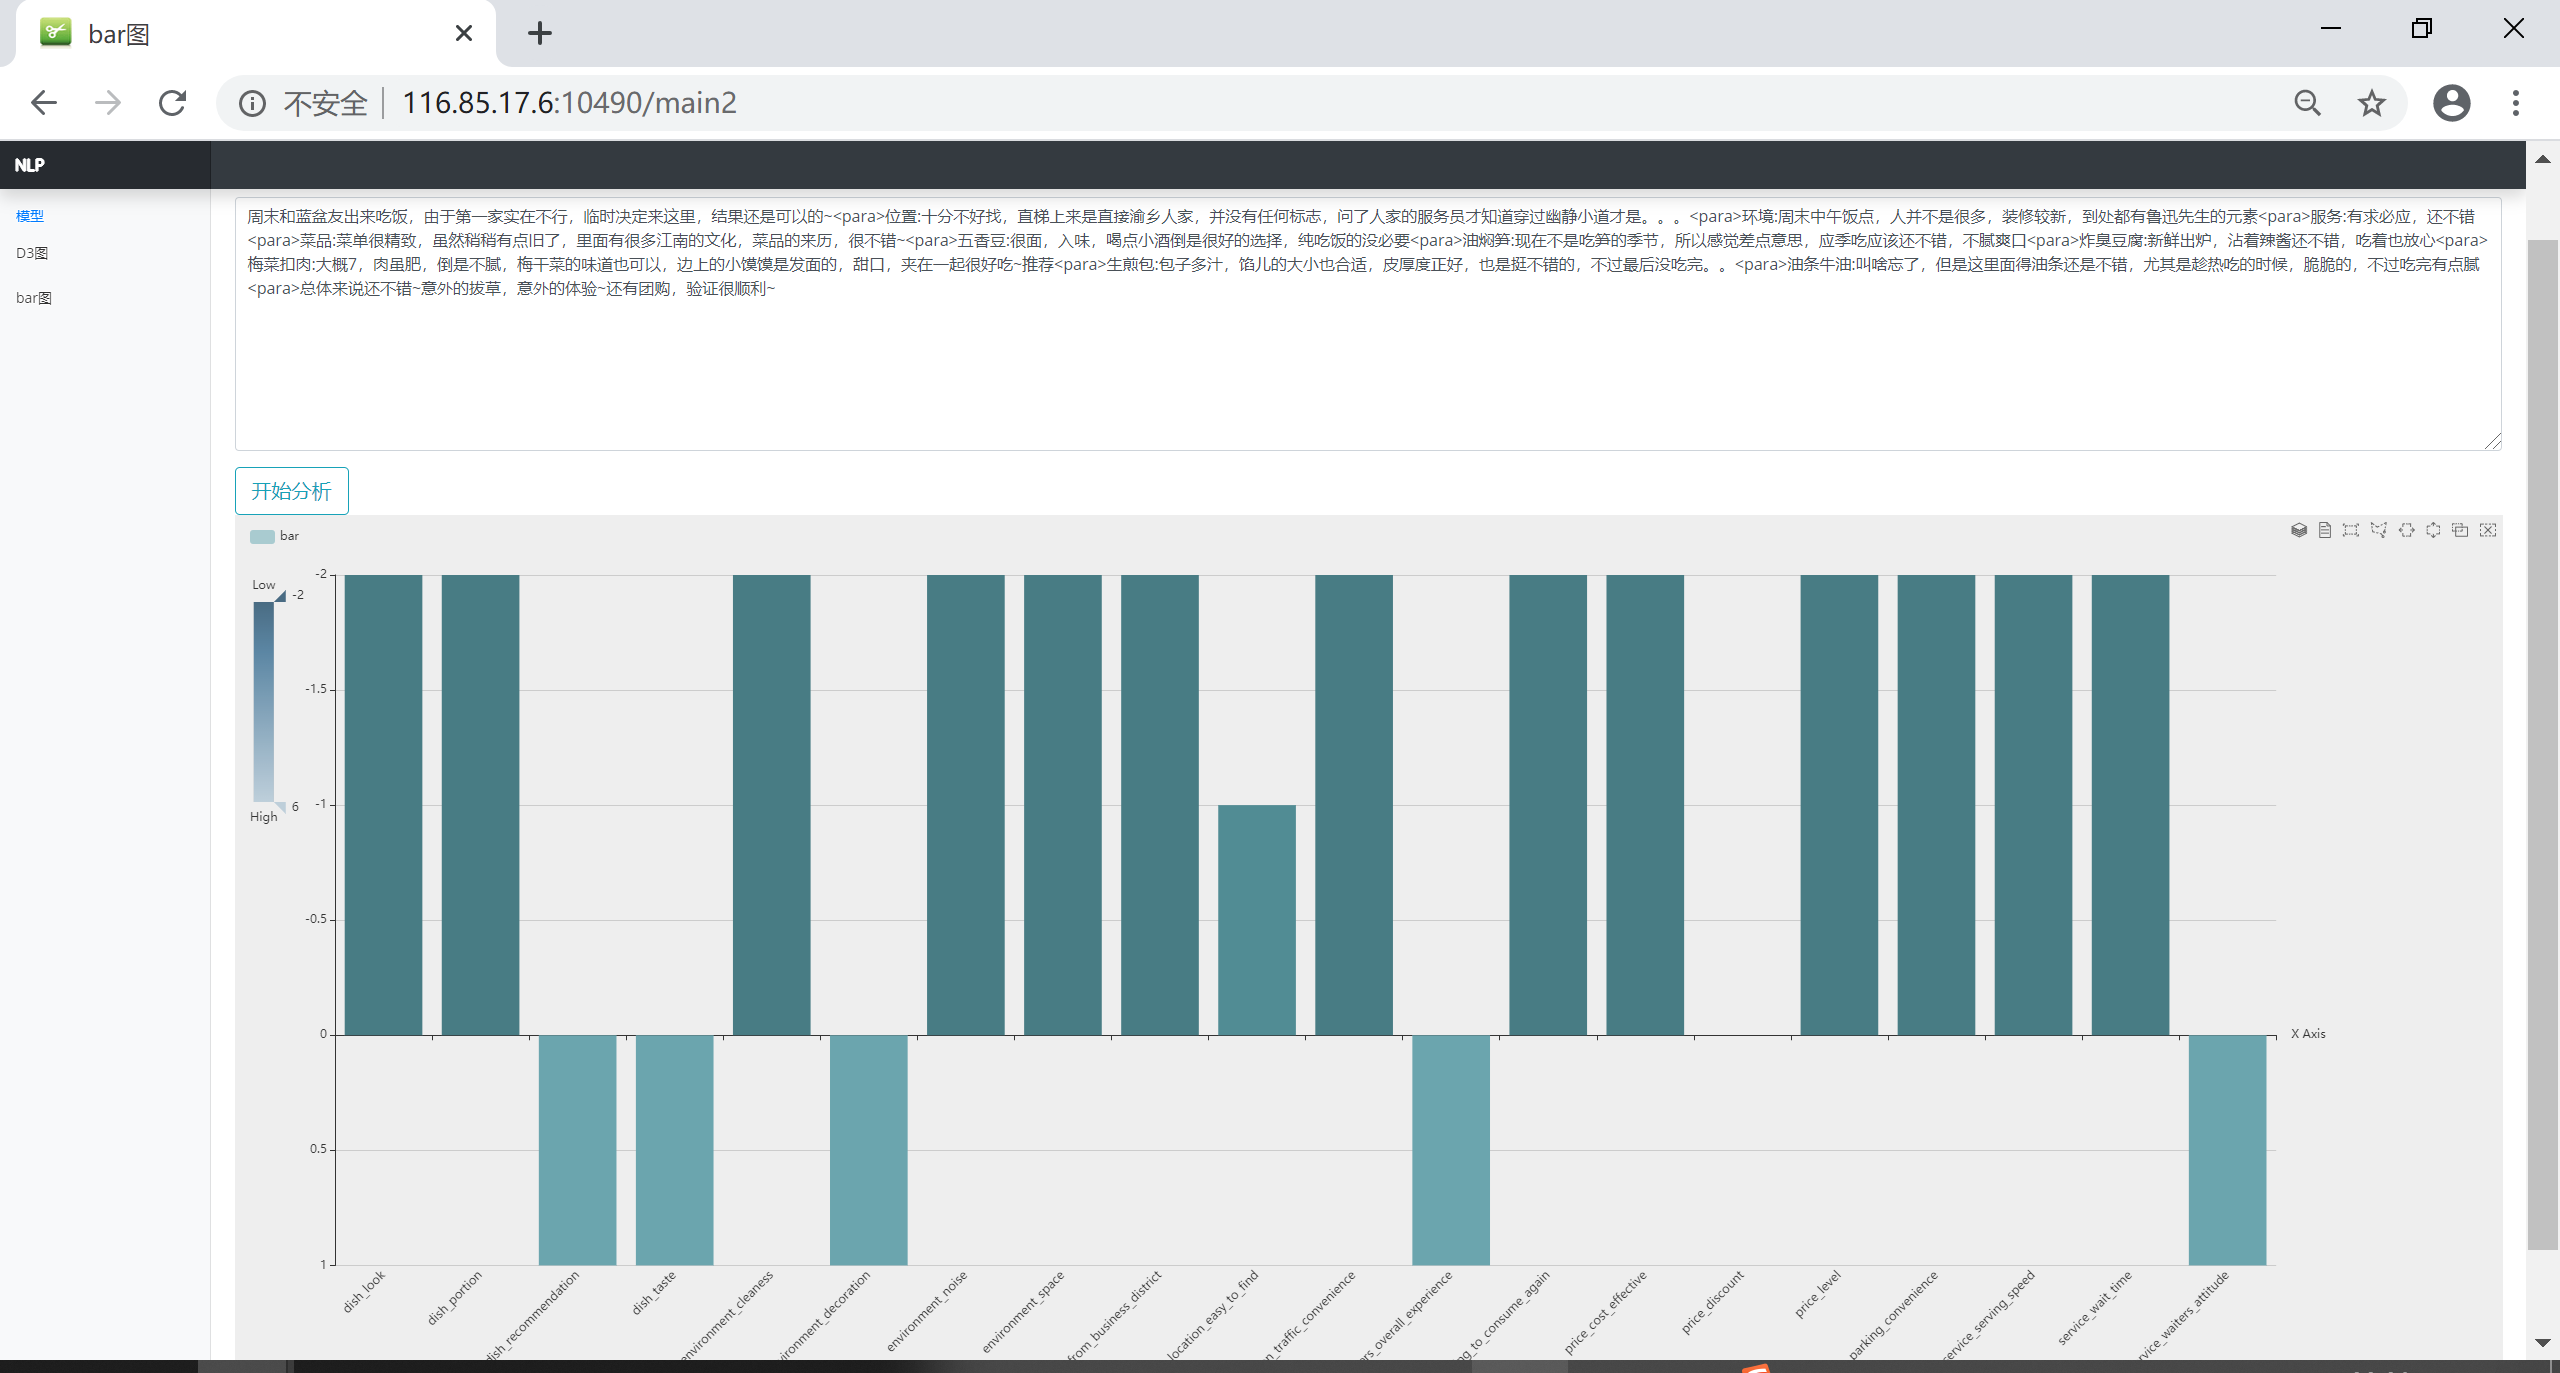 bar图
不安全
116.85.17.6:10490/main2
NLP
模型
D3图
bar图
周末和蓝盆友出来吃饭，由于第一家实在不行，临时决定来这里，结果还是可以的~<para>位置:十分不好找，直梯上来是直接渝乡人家，并没有任何标志，问了人家的服务员才知道穿过幽静小道才是。。。<para>环境:周末中午饭点，人并不是很多，装修较新，到处都有鲁迅先生的元素<para>服务:有求必应，还不错
<para>菜品:菜单很精致，虽然稍稍有点旧了，里面有很多江南的文化，菜品的来历，很不错~<para>五香豆:很面，入味，喝点小酒倒是很好的选择，纯吃饭的没必要<para>油焖笋:现在不是吃笋的季节，所以感觉差点意思，应季吃应该还不错，不腻爽口<para>炸臭豆腐:新鲜出炉，沾着辣酱还不错，吃着也放心<para>
梅菜扣肉:大概7，肉虽肥，倒是不腻，梅干菜的味道也可以，边上的小馍馍是发面的，甜口，夹在一起很好吃~推荐<para>生煎包:包子多汁，馅儿的大小也合适，皮厚度正好，也是挺不错的，不过最后没吃完。。<para>油条牛油:叫啥忘了，但是这里面得油条还是不错，尤其是趁热吃的时候，脆脆的，不过吃完有点腻
<para>总体来说还不错~意外的拔草，意外的体验~还有团购，验证很顺利~
开始分析
bar
Low
-2
6
High
-2
-1.5
-1
-0.5
0
0.5
1
X Axis
dish_look
dish_portion
dish_recommendation
dish_taste
environment_cleaness
vironment_decoration
environment_noise
environment_space
from_business_district
location_easy_to_find
n_traffic_convenience
rs_overall_experience
ng_to_consume_again
price_cost_effective
price_discount
price_level
parking_convenience
service_serving_speed
service_wait_time
rvice_waiters_attitude